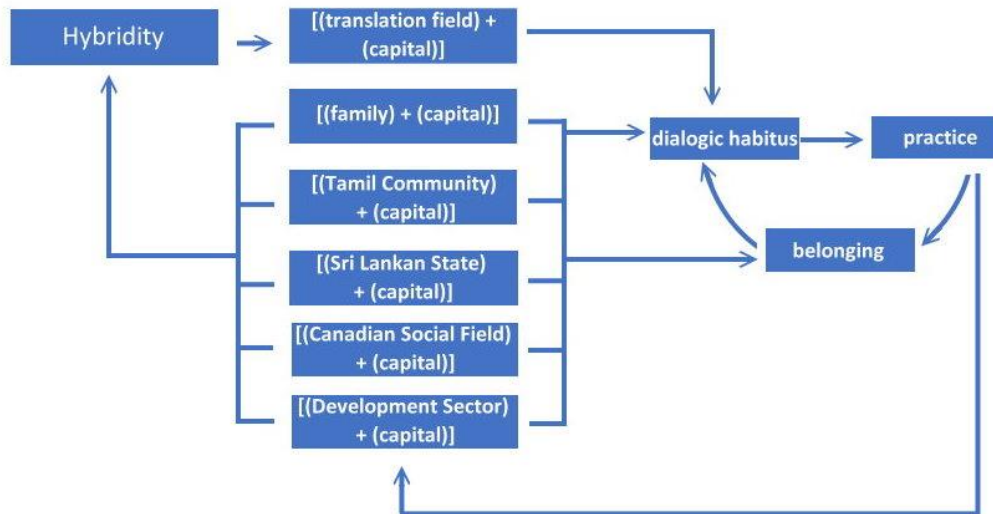 Hybridity
[(translation field) +
(capital)]
[(family) + (capital)]
[(Tamil Community)
+ (capital)]
[(Sri Lankan State)
+ (capital)]
[(Canadian Social Field)
+ (capital)]
[(Development Sector)
+ (capital)]
dialogic habitus
practice
belonging